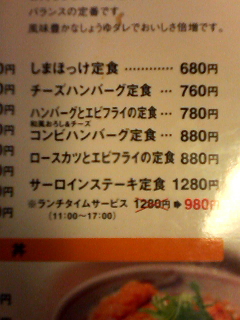 バランスの定番です。
風味豊かなしょうゆダレでおいしさ倍増です。
しまほっけ定食 ………… 680円
チーズハンバーグ定食 … 760円
ハンバーグとエビフライの定食 780円
和風おろし&チーズ
コンビハンバーグ定食 … 880円
ロースカツとエビフライの定食 880円
サーロインステーキ定食 1280円
※ランチタイムサービス 1280円 ➡ 980円
(11:00〜17:00)
丼